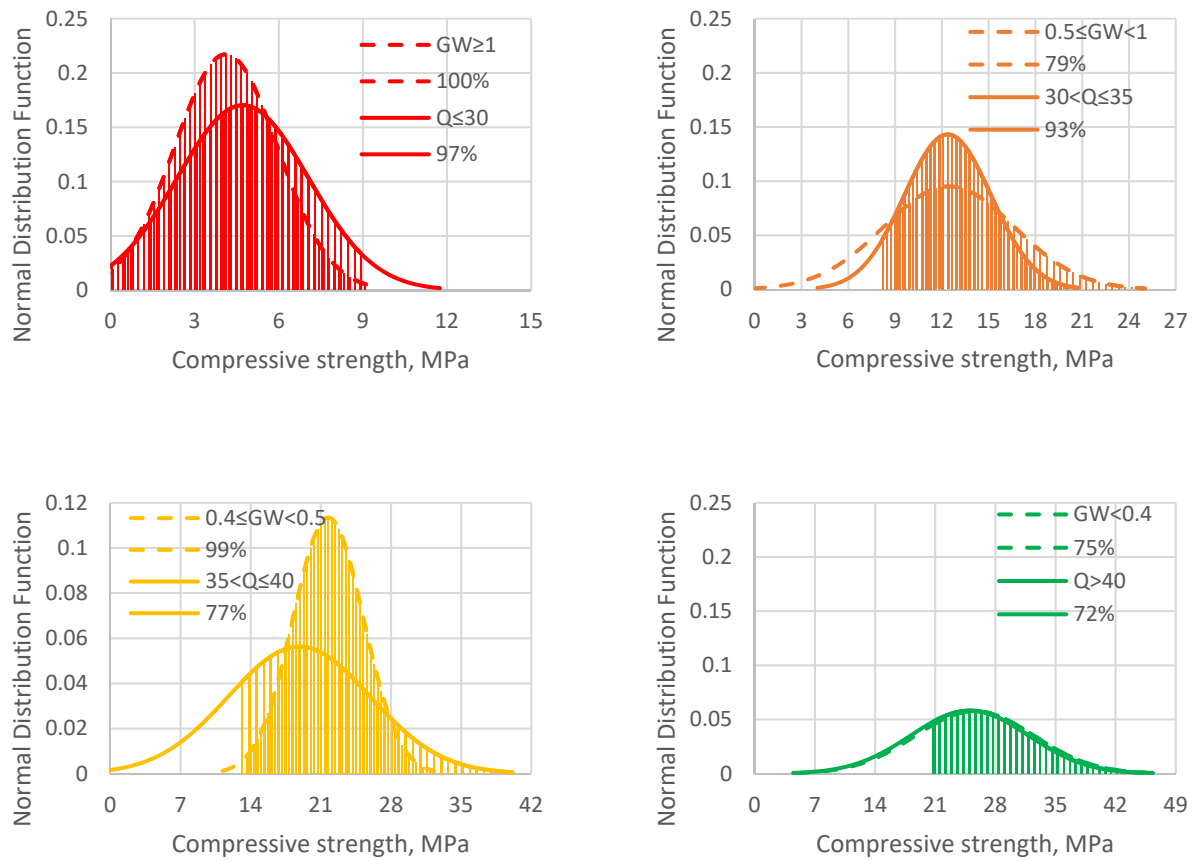 Normal Distribution Function
0.25
0.2
0.15
0.1
0.05
0
GW≥1
100%
Q≤30
97%
0 3 6 9 12 15
Compressive strength, MPa
Normal Distribution Function
0.25
0.2
0.15
0.1
0.05
0
0.5≤GW<1
79%
30<Q≤35
93%
0 3 6 9 12 15 18 21 24 27
Compressive strength, MPa
Normal Distribution Function
0.12
0.1
0.08
0.06
0.04
0.02
0
0.4≤GW<0.5
99%
35<Q≤40
77%
0 7 14 21 28 35 42
Compressive strength, MPa
Normal Distribution Function
0.25
0.2
0.15
0.1
0.05
0
GW<0.4
75%
Q>40
72%
0 7 14 21 28 35 42 49
Compressive strength, MPa